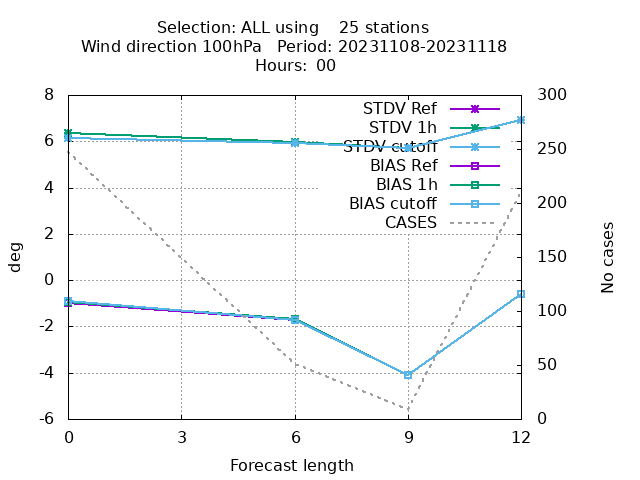 Selection: ALL using    25 stations
Wind direction 100hPa   Period: 20231108-20231118
Hours: 00
8
6
4
2
0
-2
-4
-6
deg
300
250
200
150
100
50
0
No cases
STDV Ref
STDV 1h
STDV cutoff
BIAS Ref
BIAS 1h
BIAS cutoff
CASES
0 3 6 9 12
Forecast length